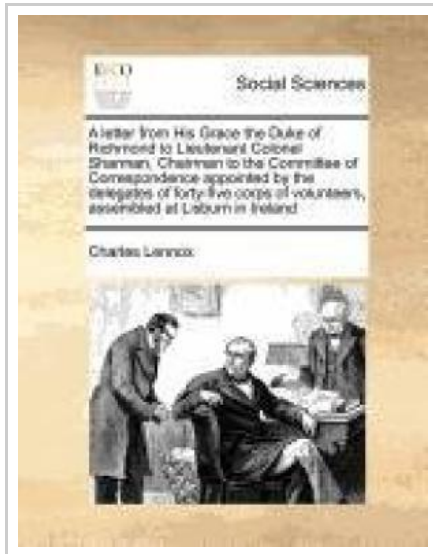 ECCO
Social Sciences
A letter from His Grace the Duke of
Richmond to Lieutenant Colonel
Sharman, Chairman to the Committee of
Correspondence appointed by the
delegates of forty-five corps of volunteers,
assembled at Lisburn in Ireland
Charles Lennox